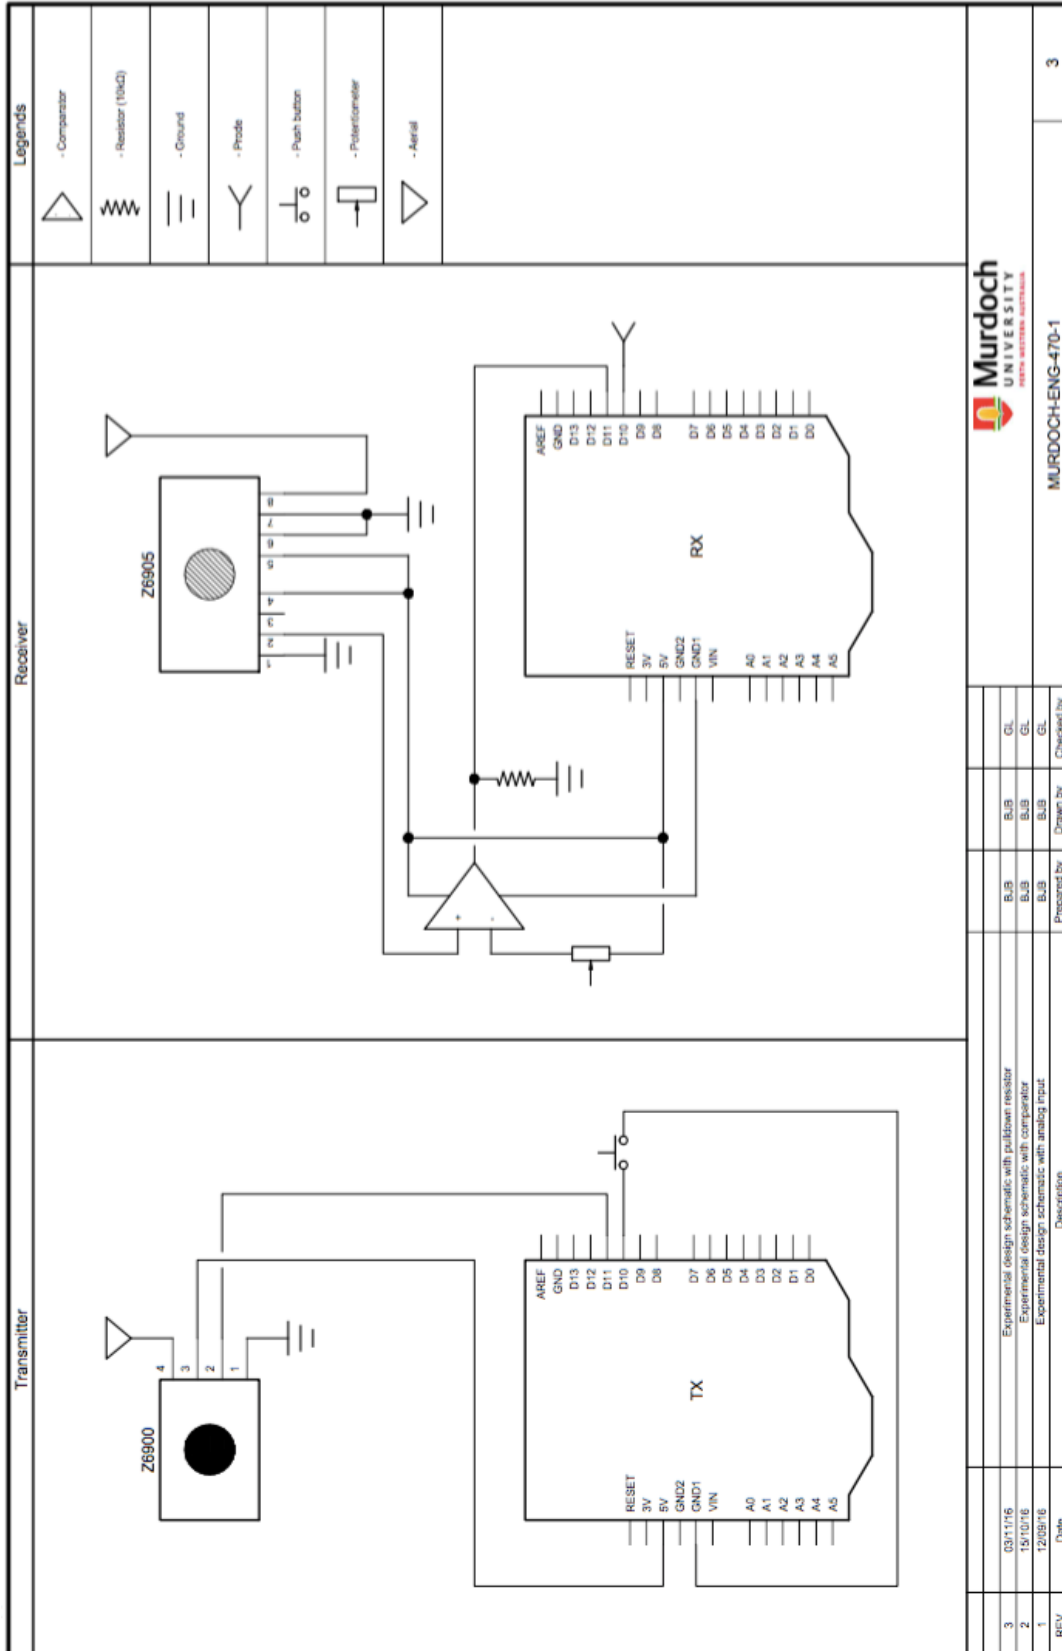 Transmitter
Receiver
Legends
Z6900
4
3
2
1
TX
AREF
GND
D13
D12
D11
D10
D9
D8
D7
D6
D5
D4
D3
D2
D1
D0
RESET
3V
5V
GND2
GND1
VIN
A0
A1
A2
A3
A4
A5
Z6905
1
2
3
4
5
6
7
8
+
-
RX
AREF
GND
D13
D12
D11
D10
D9
D8
D7
D6
D5
D4
D3
D2
D1
D0
RESET
3V
5V
GND2
GND1
VIN
A0
A1
A2
A3
A4
A5
- Comparator
- Resistor (10kΩ)
- Ground
- Probe
- Push button
- Potentiometer
- Aerial
3 03/11/16 Experimental design schematic with pulldown resistor BJB BJB GL
2 15/10/16 Experimental design schematic with comparator BJB BJB GL
1 12/09/16 Experimental design schematic with analog input BJB BJB GL
REV Date Description Prepared by Drawn by Checked by
Murdoch
UNIVERSITY
PERTH WESTERN AUSTRALIA
MURDOCH-ENG-470-1
3